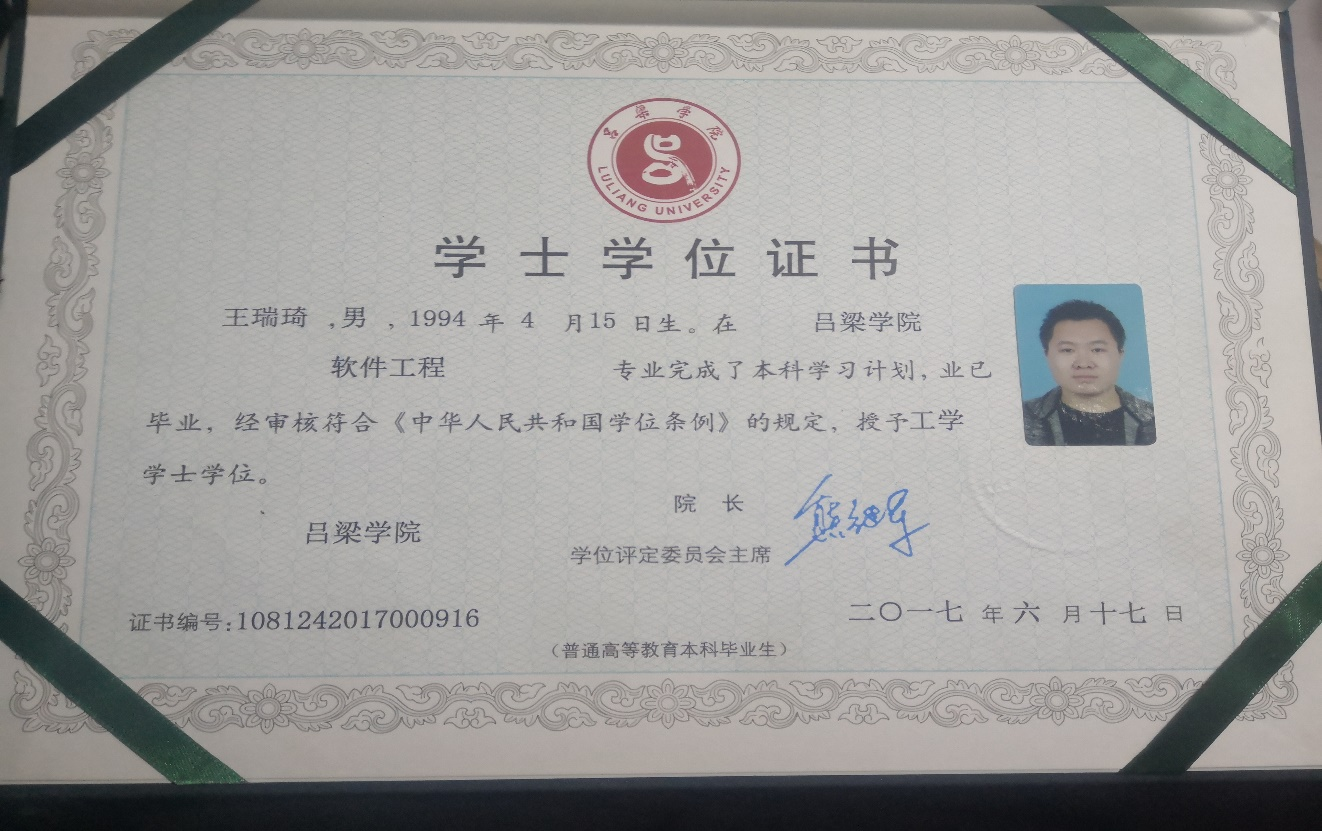 吕梁学院
LULIANG UNIVERSITY
学士学位证书
王瑞琦,男,1994年4月15日生。在吕梁学院
软件工程 专业完成了本科学习计划,业已
毕业,经审核符合《中华人民共和国学位条例》的规定,授予工学
学士学位。
院长
吕梁学院
学位评定委员会主席
证书编号:1081242017000916
二〇一七年六月十七日
(普通高等教育本科毕业生)